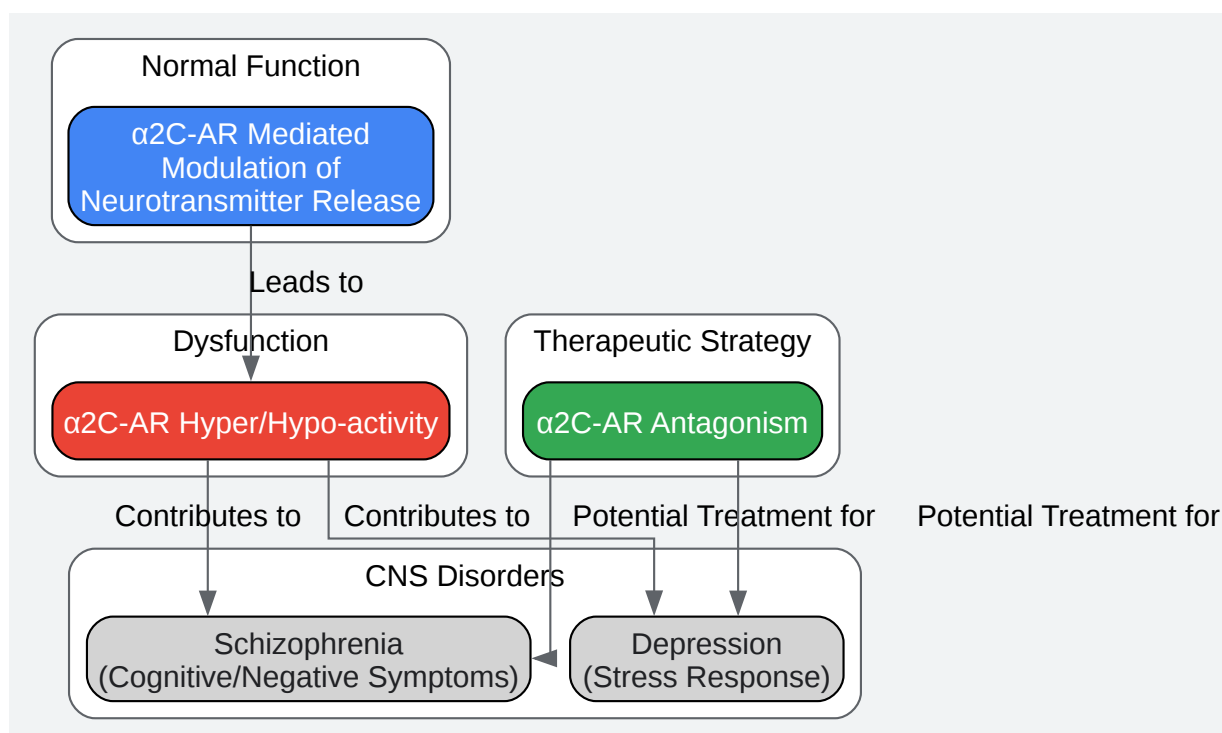 Normal Function
α2C-AR Mediated
Modulation of
Neurotransmitter Release
Leads to
Dysfunction
α2C-AR Hyper/Hypo-activity
Therapeutic Strategy
α2C-AR Antagonism
Contributes to
Contributes to
Potential Treatment for
Potential Treatment for
CNS Disorders
Schizophrenia
(Cognitive/Negative Symptoms)
Depression
(Stress Response)